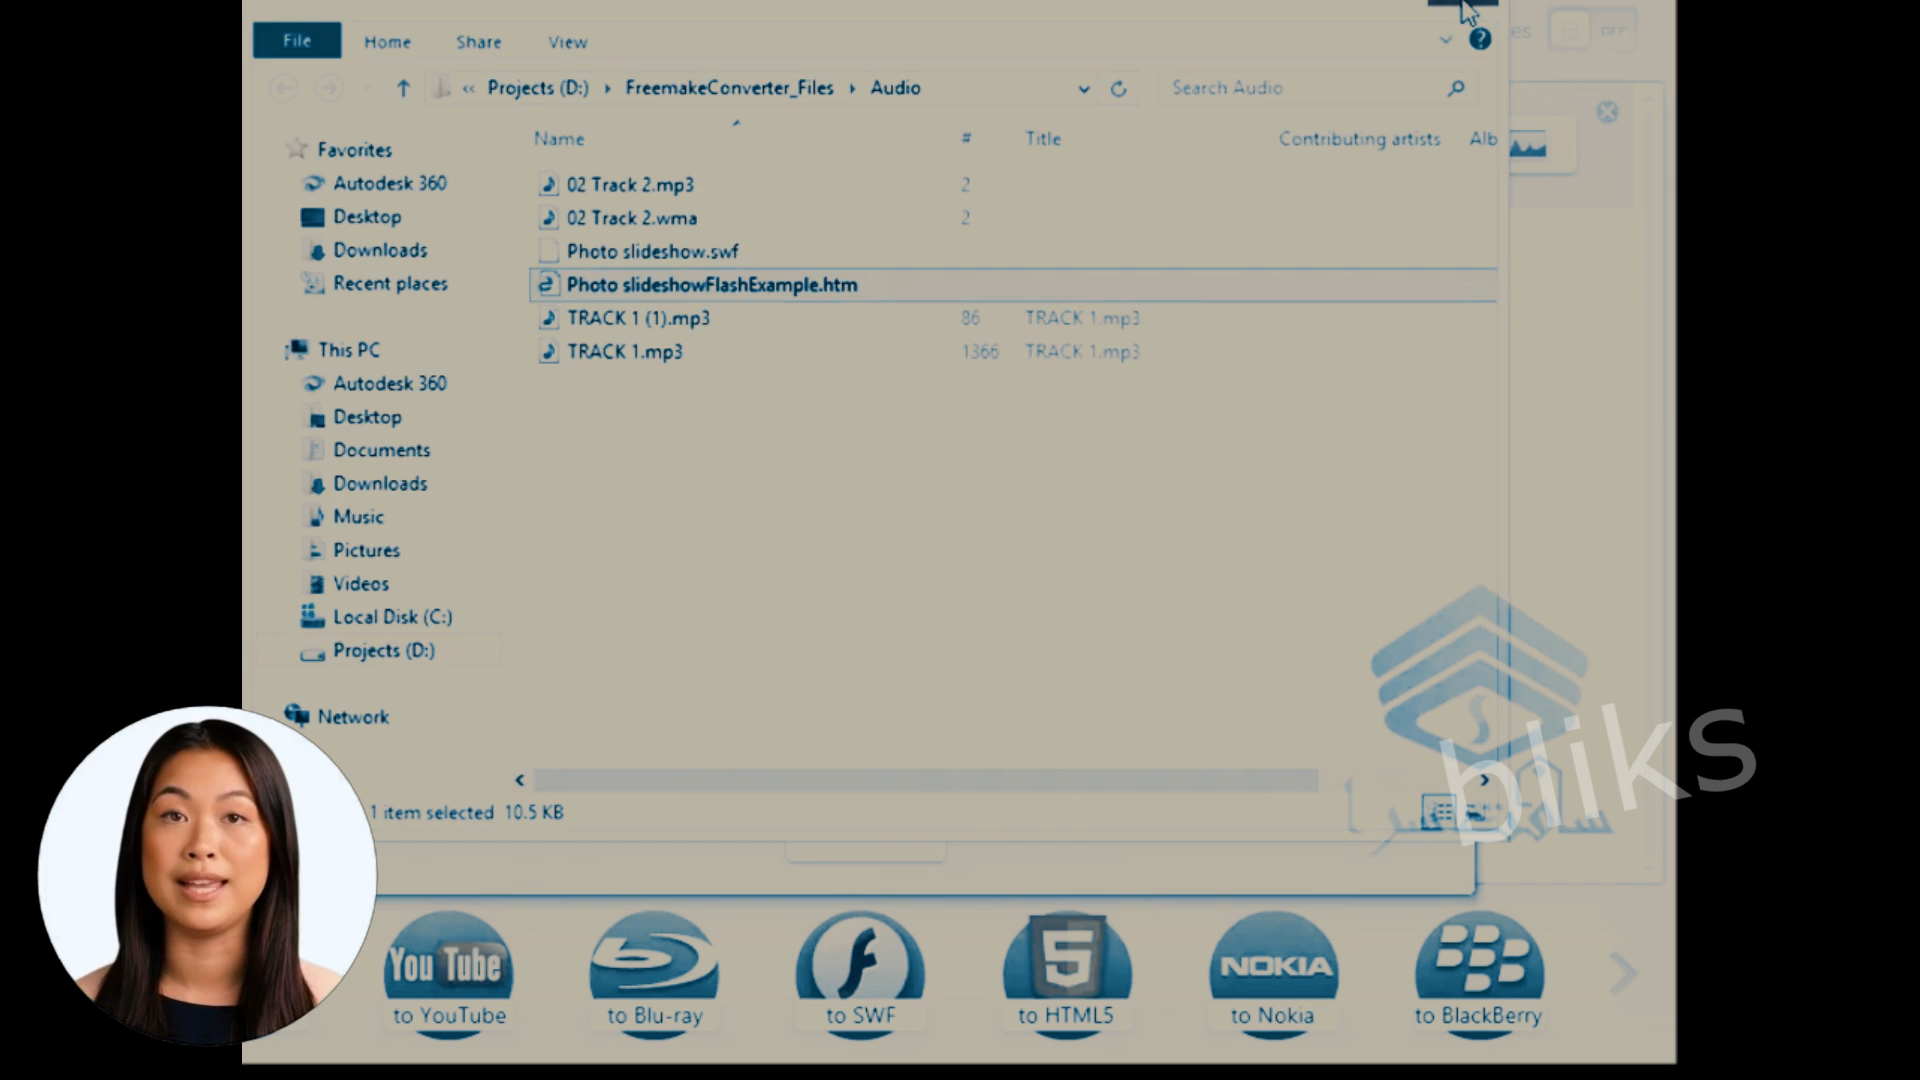 File Home Share View
es OFF
« Projects (D:) FreemakeConverter_Files Audio Search Audio
Name # Title Contributing artists Alb
Favorites
Autodesk 360
Desktop
Downloads
Recent places
02 Track 2.mp3 2
02 Track 2.wma 2
Photo slideshow.swf
Photo slideshowFlashExample.htm
TRACK 1 (1).mp3 86 TRACK 1.mp3
TRACK 1.mp3 1366 TRACK 1.mp3
This PC
Autodesk 360
Desktop
Documents
Downloads
Music
Pictures
Videos
Local Disk (C:)
Projects (D:)
Network
1 item selected 10.5 KB
bliks
You Tube NOKIA
to YouTube to Blu-ray to SWF to HTML5 to Nokia to BlackBerry